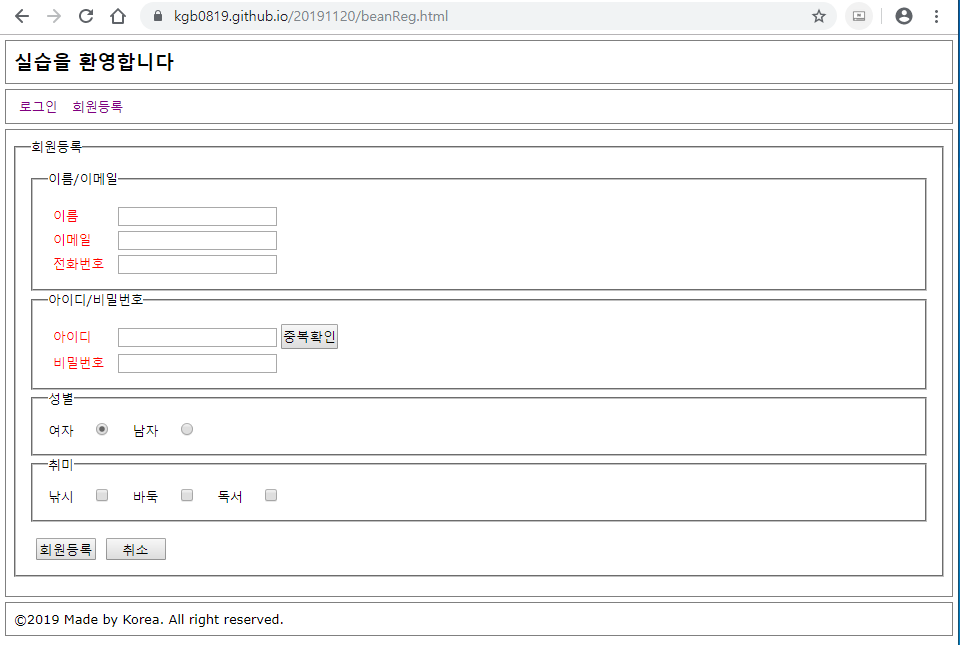 kgb0819.github.io/20191120/beanReg.html
실습을 환영합니다
로그인 회원등록
회원등록
이름/이메일
이름
이메일
전화번호
아이디/비밀번호
아이디 중복확인
비밀번호
성별
여자 남자
취미
낚시 바둑 독서
회원등록 취소
©2019 Made by Korea. All right reserved.